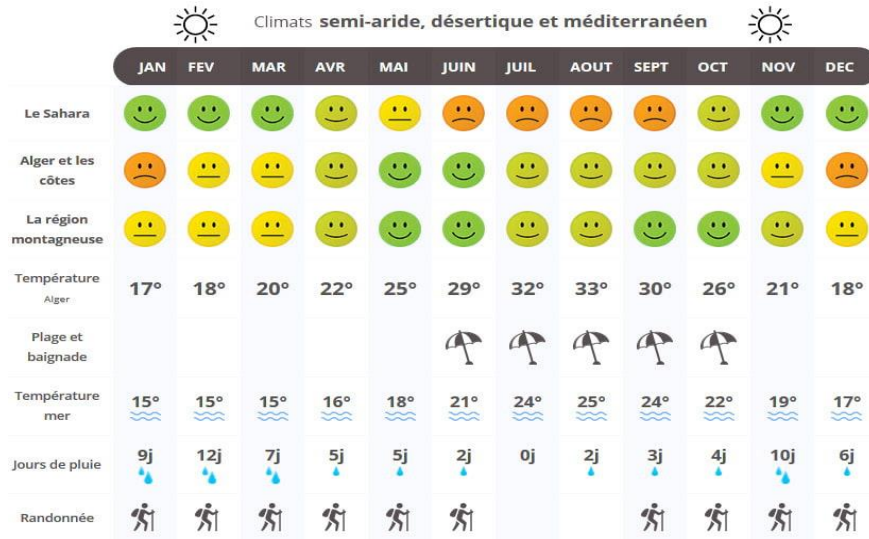 Climats semi-aride, désertique et méditerranéen
JAN FEV MAR AVR MAI JUIN JUIL AOUT SEPT OCT NOV DEC
Le Sahara
Alger et les
côtes
La région
montagneuse
Température
Alger
17° 18° 20° 22° 25° 29° 32° 33° 30° 26° 21° 18°
Plage et
baignade
Température
mer
15° 15° 15° 16° 18° 21° 24° 25° 24° 22° 19° 17°
Jours de pluie
9j 12j 7j 5j 5j 2j 0j 2j 3j 4j 10j 6j
Randonnée